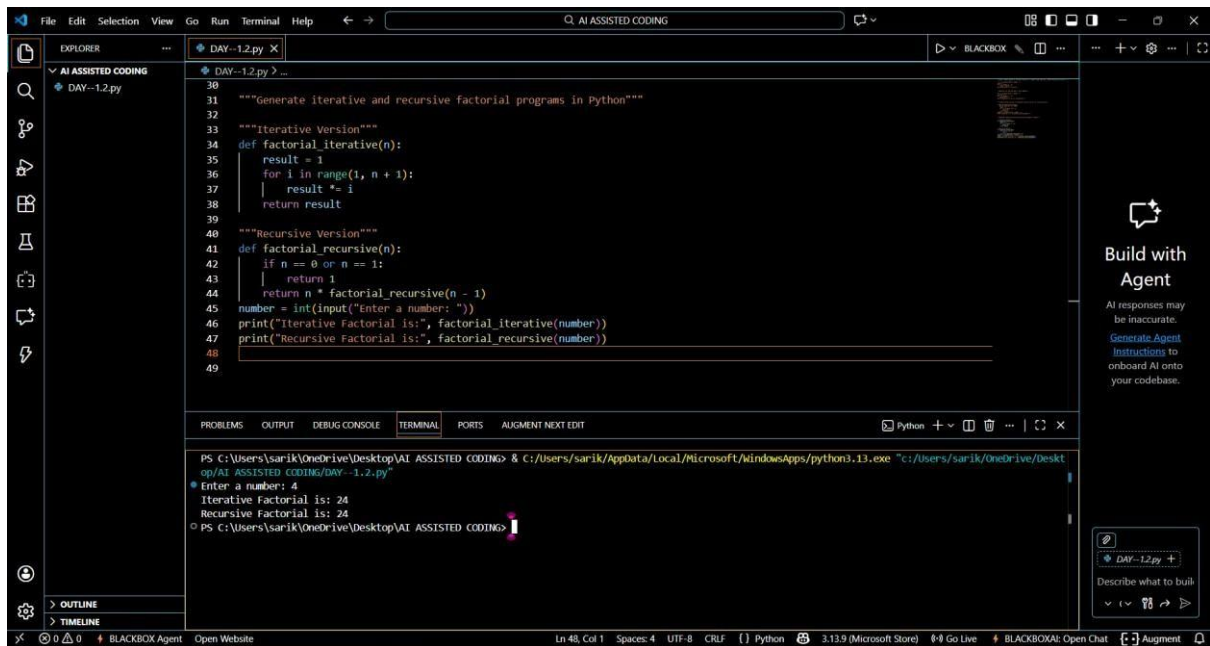 File Edit Selection View Go Run Terminal Help
AI ASSISTED CODING
EXPLORER
DAY--1.2.py
BLACKBOX
AI ASSISTED CODING
DAY--1.2.py
DAY--1.2.py > ...
30
31 """Generate iterative and recursive factorial programs in Python"""
32
33 """Iterative Version"""
34 def factorial_iterative(n):
35     result = 1
36     for i in range(1, n + 1):
37         result *= i
38     return result
39
40 """Recursive Version"""
41 def factorial_recursive(n):
42     if n == 0 or n == 1:
43         return 1
44     return n * factorial_recursive(n - 1)
45 number = int(input("Enter a number: "))
46 print("Iterative Factorial is:", factorial_iterative(number))
47 print("Recursive Factorial is:", factorial_recursive(number))
48
49
Build with
Agent
AI responses may
be inaccurate.
Generate Agent
Instructions to
onboard AI onto
your codebase.
PROBLEMS OUTPUT DEBUG CONSOLE TERMINAL PORTS AUGMENT NEXT EDIT
Python
PS C:\Users\sarik\OneDrive\Desktop\AI ASSISTED CODING> & C:/Users/sarik/AppData/Local/Microsoft/WindowsApps/python3.13.exe "c:/Users/sarik/OneDrive/Deskt
op/AI ASSISTED CODING/DAY--1.2.py"
Enter a number: 4
Iterative Factorial is: 24
Recursive Factorial is: 24
PS C:\Users\sarik\OneDrive\Desktop\AI ASSISTED CODING>
DAY--1.2.py +
Describe what to buil
OUTLINE
TIMELINE
0 0 BLACKBOX Agent Open Website Ln 48, Col 1 Spaces: 4 UTF-8 CRLF {} Python 3.13.9 (Microsoft Store) Go Live BLACKBOXAI: Open Chat Augment